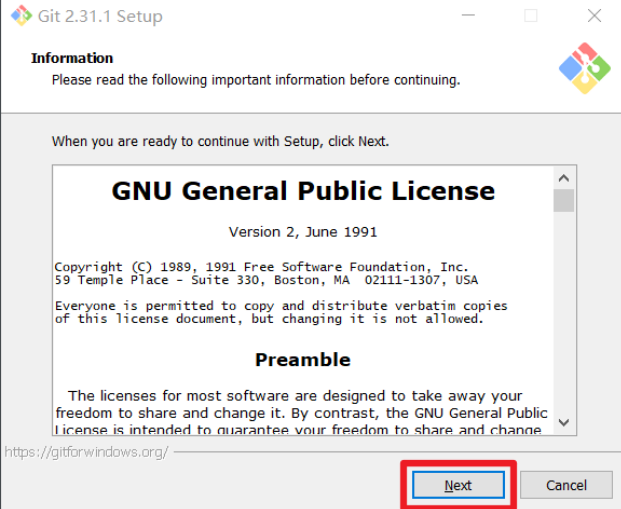 Git 2.31.1 Setup
Information
Please read the following important information before continuing.
When you are ready to continue with Setup, click Next.
GNU General Public License
Version 2, June 1991
Copyright (C) 1989, 1991 Free Software Foundation, Inc.
59 Temple Place - Suite 330, Boston, MA  02111-1307, USA
Everyone is permitted to copy and distribute verbatim copies
of this license document, but changing it is not allowed.
Preamble
The licenses for most software are designed to take away your
freedom to share and change it. By contrast, the GNU General Public
License is intended to guarantee your freedom to share and change
https://gitforwindows.org/
Next
Cancel